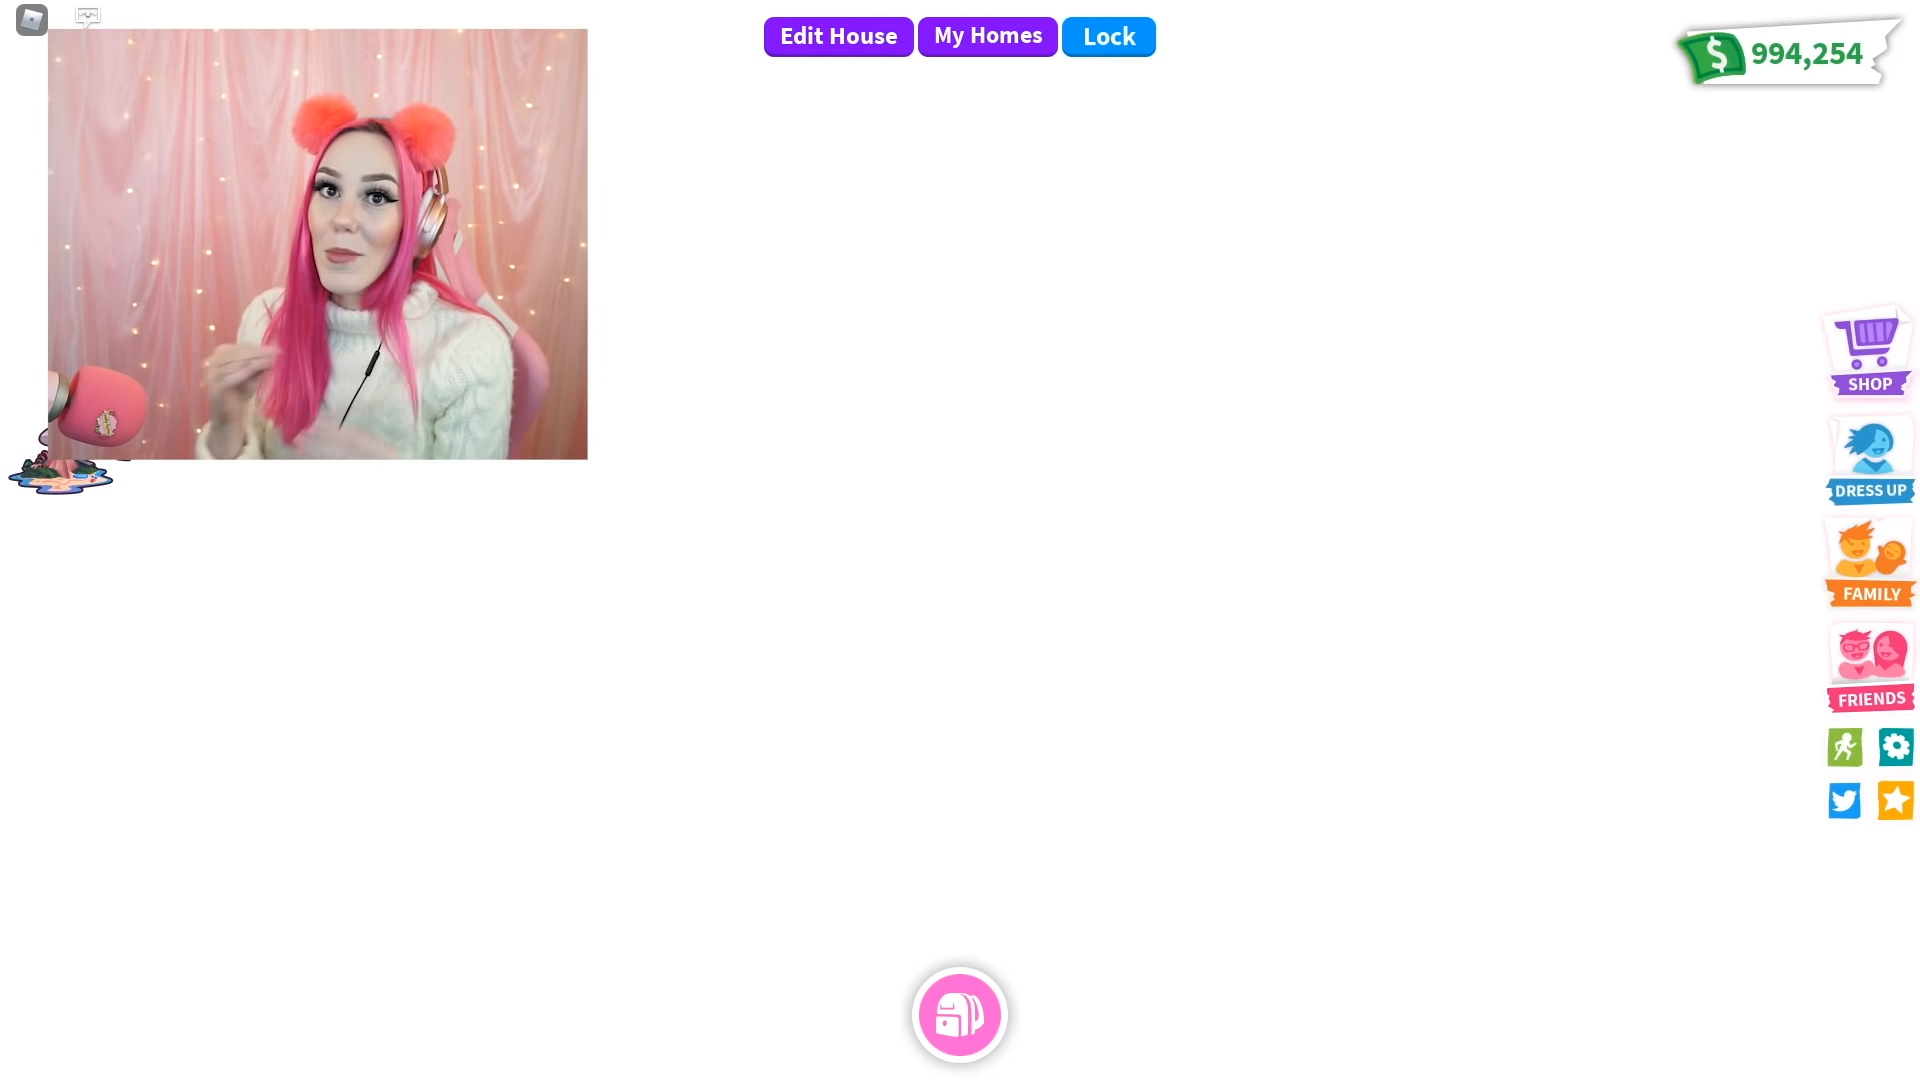 Edit House
My Homes
Lock
$ 994,254
SHOP
DRESS UP
FAMILY
FRIENDS